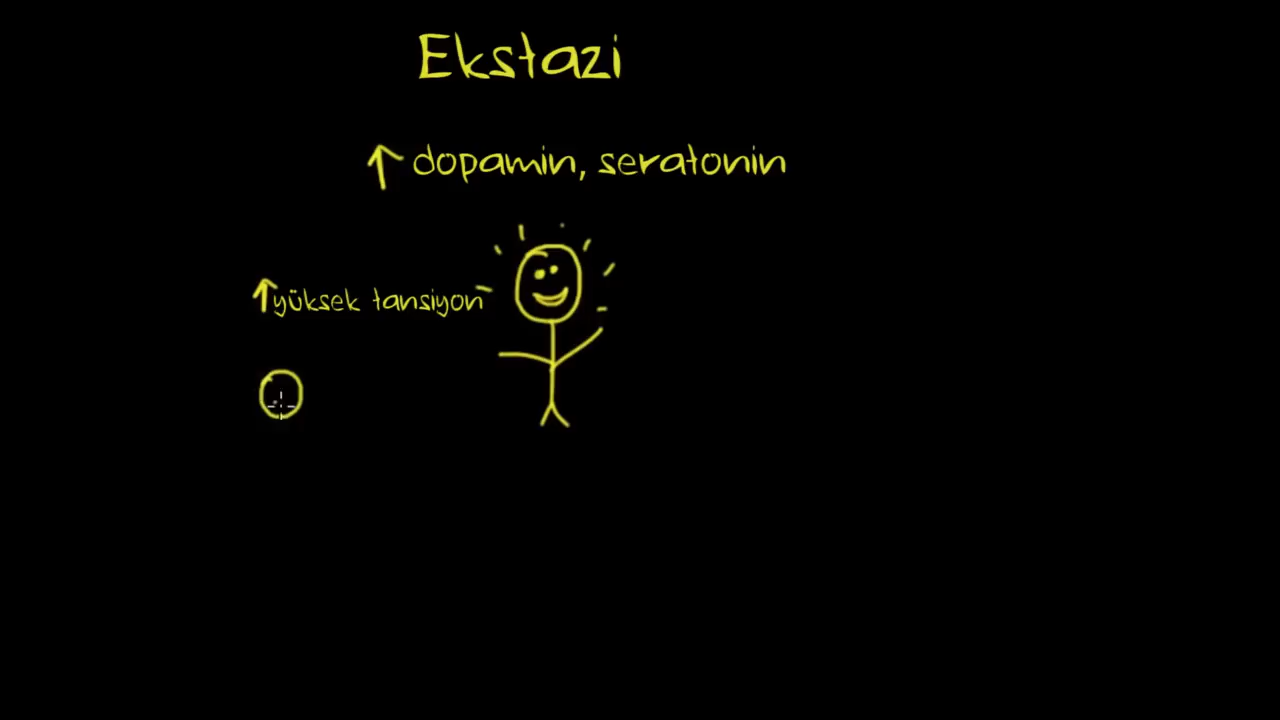 Ekstazi
↑ dopamin, seratonin
↑yüksek tansiyon